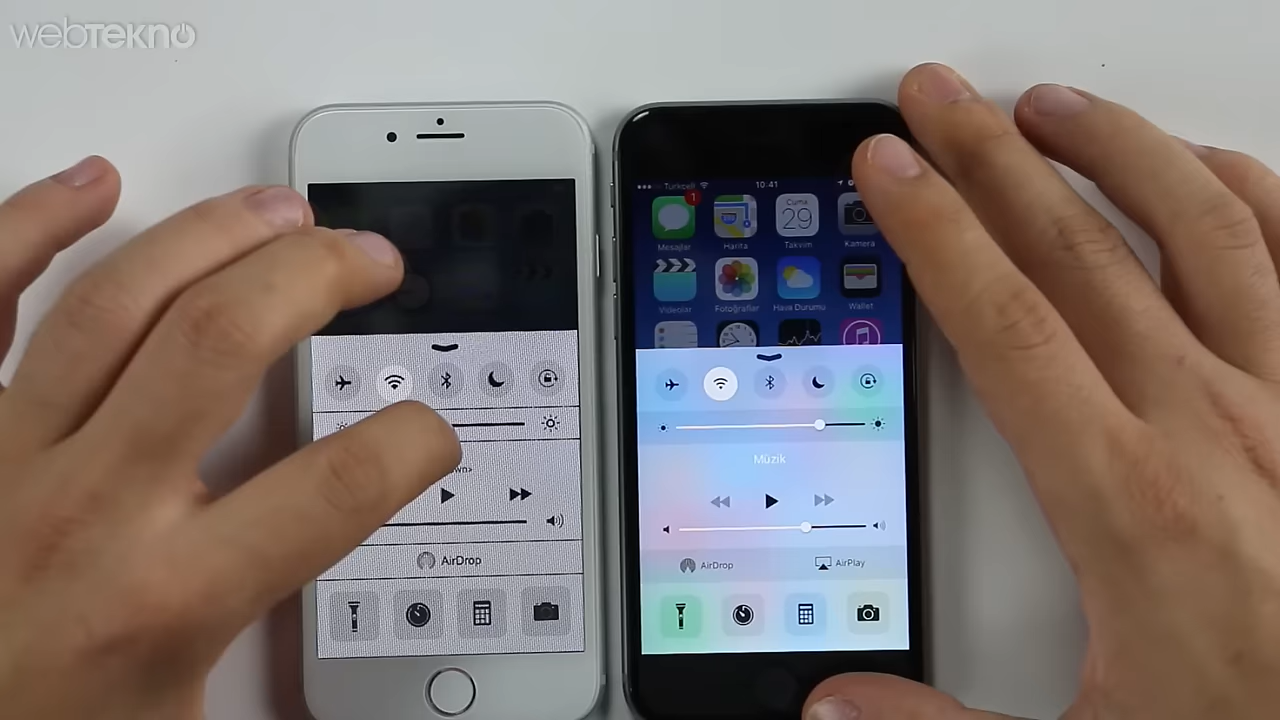 webTEKNO
Turkcell
10:41
1
Cuma
29
Mesajlar
Harita
Takvim
Kamera
Videolar
Fotoğraflar
Hava Durumu
Wallet
Müzik
AirDrop
AirDrop
AirPlay